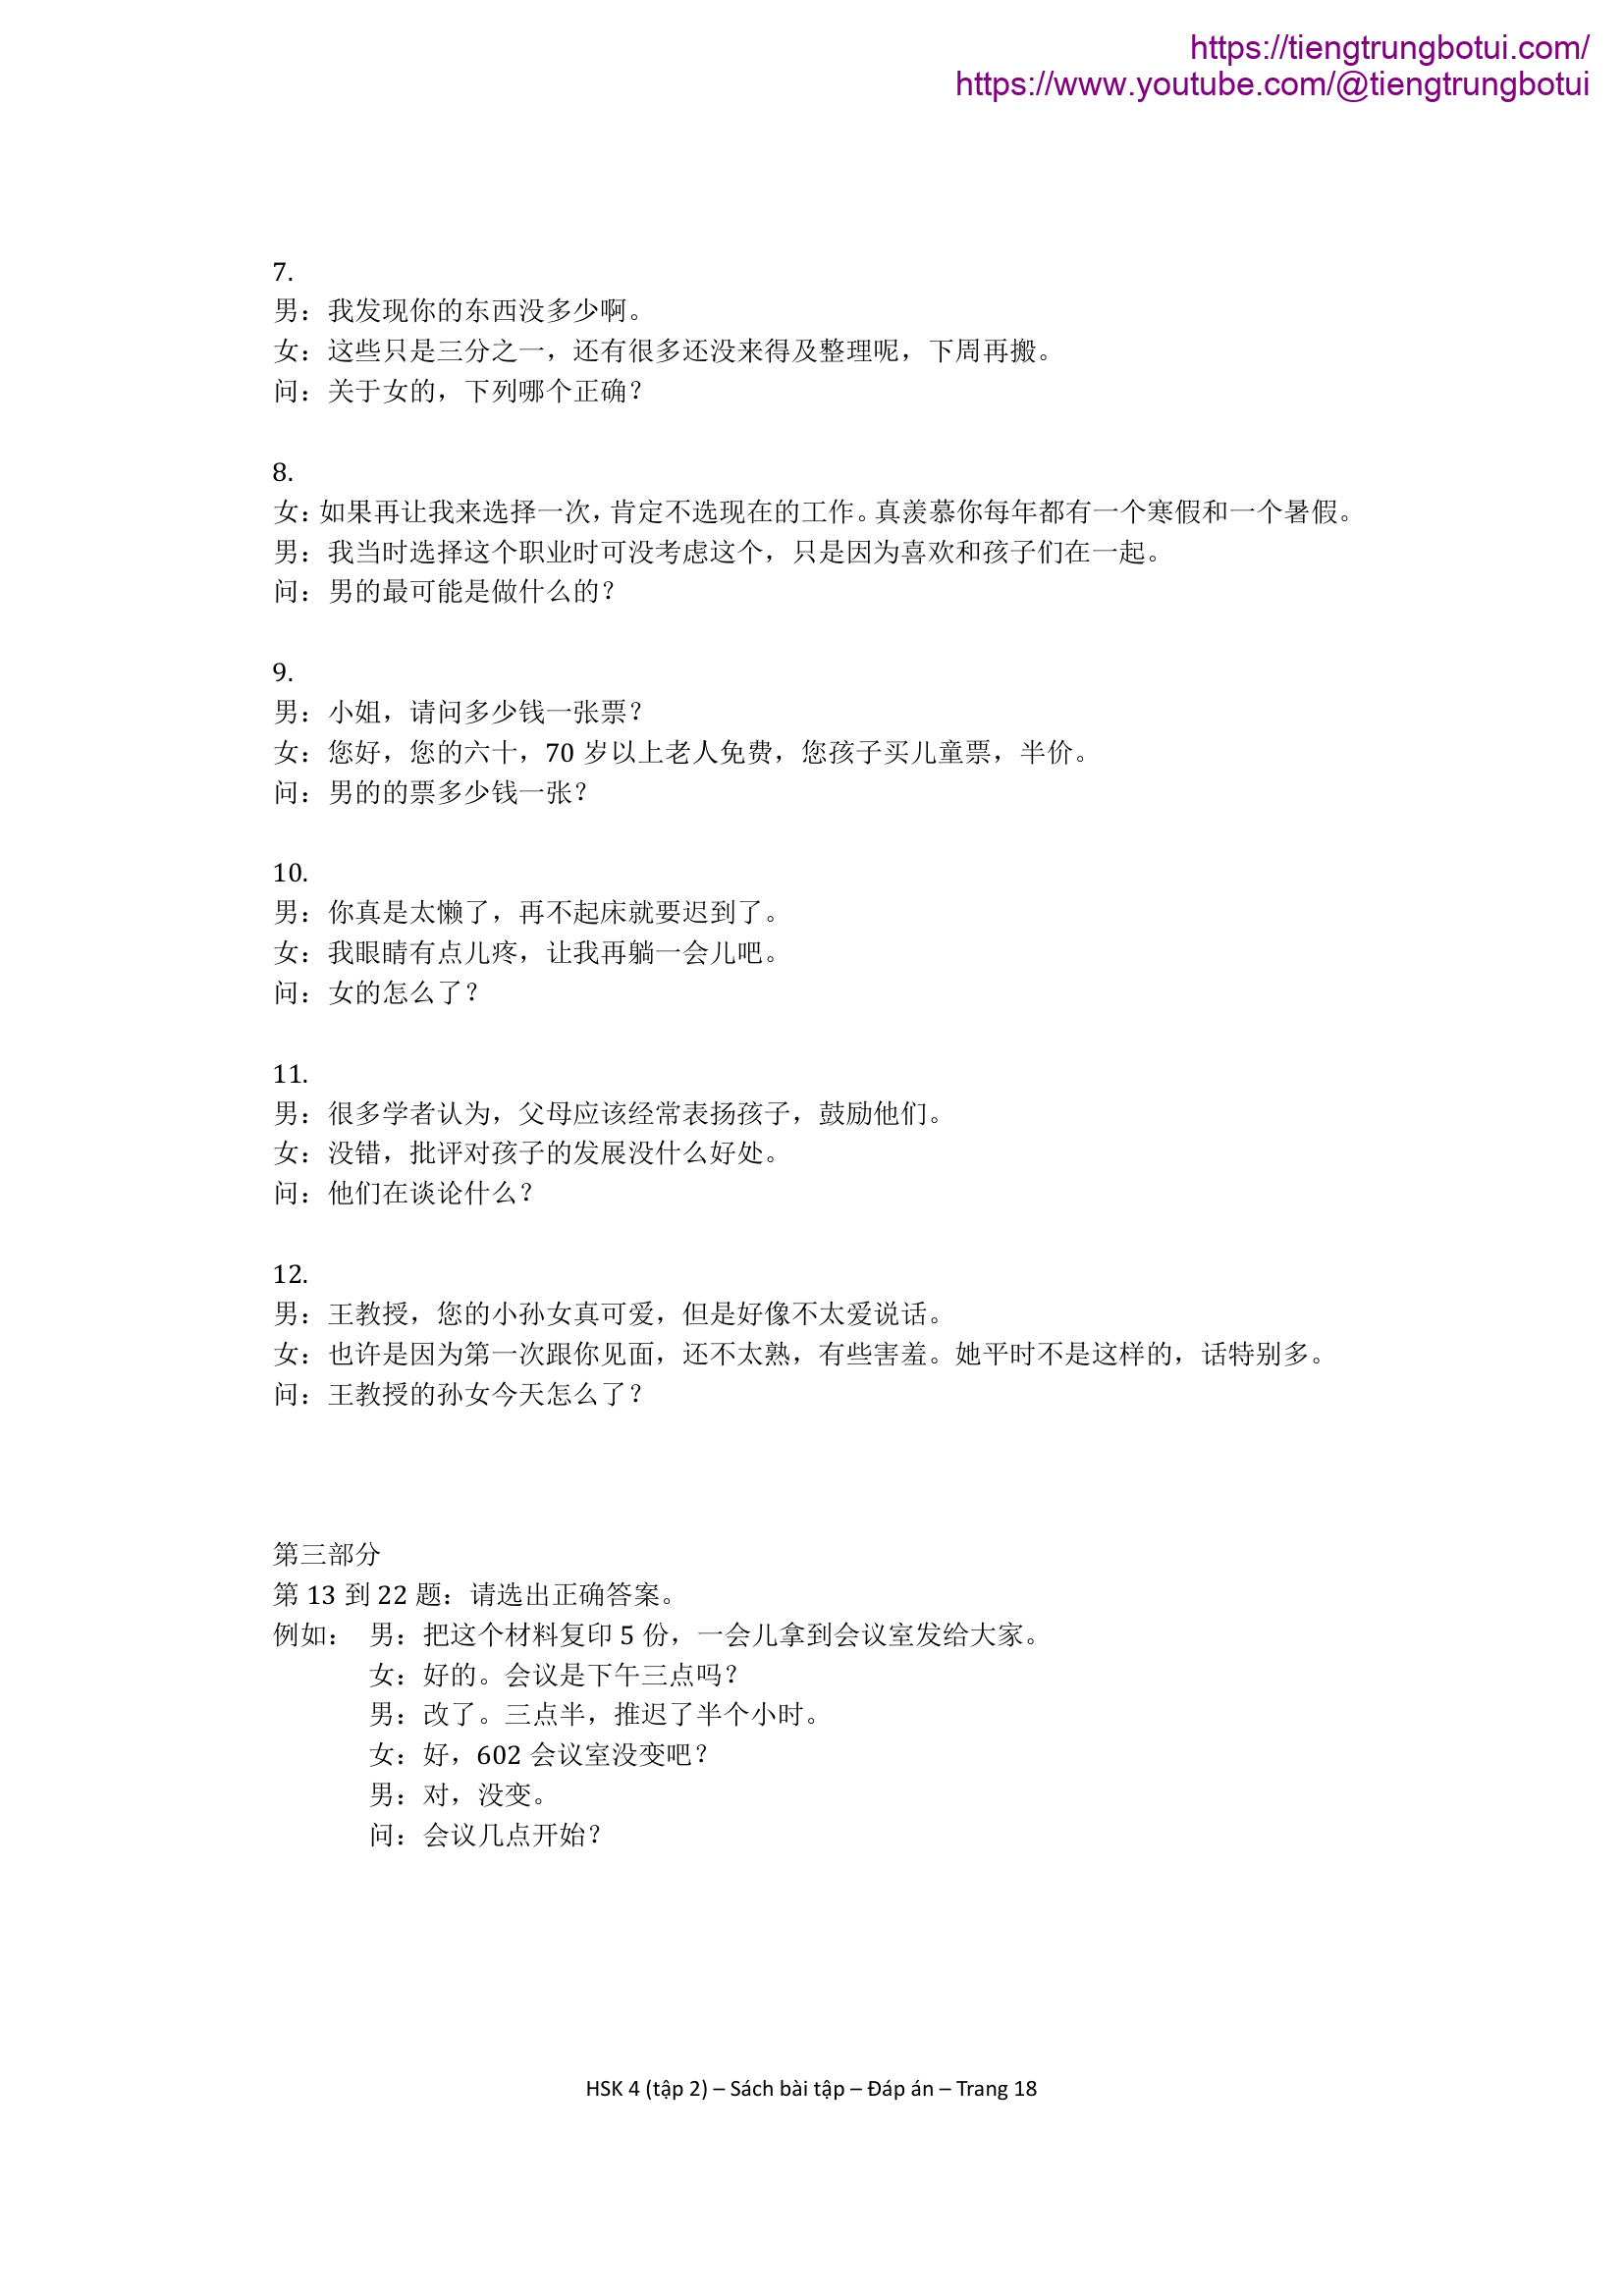 https://tiengtrungbotui.com/
https://www.youtube.com/@tiengtrungbotui
7.
男：我发现你的东西没多少啊。
女：这些只是三分之一，还有很多还没来得及整理呢，下周再搬。
问：关于女的，下列哪个正确？
8.
女：如果再让我来选择一次，肯定不选现在的工作。真羡慕你每年都有一个寒假和一个暑假。
男：我当时选择这个职业时可没考虑这个，只是因为喜欢和孩子们在一起。
问：男的最可能是做什么的？
9.
男：小姐，请问多少钱一张票？
女：您好，您的六十，70 岁以上老人免费，您孩子买儿童票，半价。
问：男的的票多少钱一张？
10.
男：你真是太懒了，再不起床就要迟到了。
女：我眼睛有点儿疼，让我再躺一会儿吧。
问：女的怎么了？
11.
男：很多学者认为，父母应该经常表扬孩子，鼓励他们。
女：没错，批评对孩子的发展没什么好处。
问：他们在谈论什么？
12.
男：王教授，您的小孙女真可爱，但是好像不太爱说话。
女：也许是因为第一次跟你见面，还不太熟，有些害羞。她平时不是这样的，话特别多。
问：王教授的孙女今天怎么了？
第三部分
第 13 到 22 题：请选出正确答案。
例如： 男：把这个材料复印 5 份，一会儿拿到会议室发给大家。
女：好的。会议是下午三点吗？
男：改了。三点半，推迟了半个小时。
女：好，602 会议室没变吧？
男：对，没变。
问：会议几点开始？
HSK 4 (tập 2) – Sách bài tập – Đáp án – Trang 18